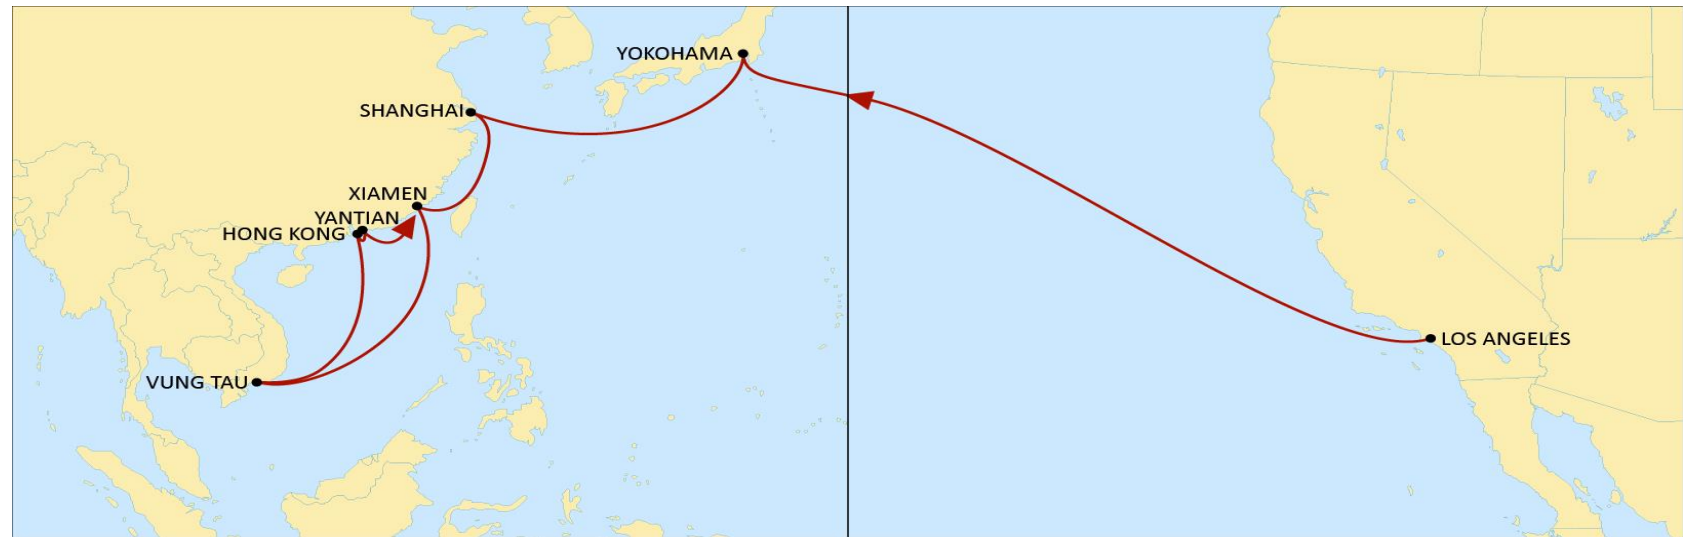 YOKOHAMA
SHANGHAI
XIAMEN
YANTIAN
HONG KONG
LOS ANGELES
VUNG TAU